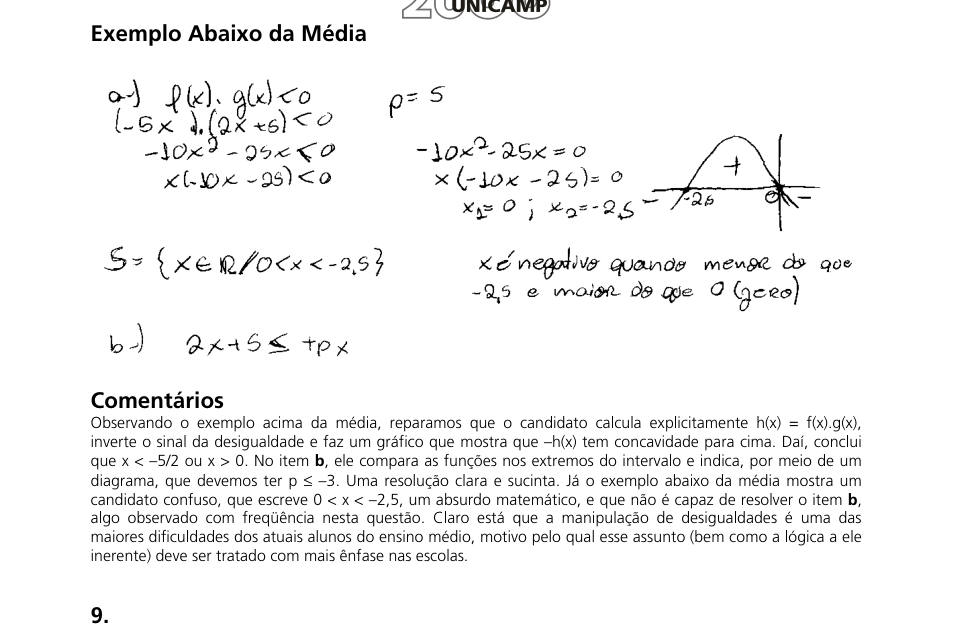 2008
UNICAMP
Exemplo Abaixo da Média
a-) f(x). g(x)<0
p= 5
(-5x ).(2x+5)<0
-10x² - 25x<0
-10x²-25x=0
x(-10x - 25)<0
x(-10x - 25)= 0
+
x₁= 0 ; x₂=-2,5
-
-25
0
-
S= {x∈R/0<x<-2,5}
x é negativo quando menor do que
-2,5 e maior do que 0 (zero)
b-) 2x+5≤ +px
Comentários
Observando o exemplo acima da média, reparamos que o candidato calcula explicitamente h(x) = f(x).g(x),
inverte o sinal da desigualdade e faz um gráfico que mostra que –h(x) tem concavidade para cima. Daí, conclui
que x < –5/2 ou x > 0. No item b, ele compara as funções nos extremos do intervalo e indica, por meio de um
diagrama, que devemos ter p ≤ –3. Uma resolução clara e sucinta. Já o exemplo abaixo da média mostra um
candidato confuso, que escreve 0 < x < –2,5, um absurdo matemático, e que não é capaz de resolver o item b,
algo observado com freqüência nesta questão. Claro está que a manipulação de desigualdades é uma das
maiores dificuldades dos atuais alunos do ensino médio, motivo pelo qual esse assunto (bem como a lógica a ele
inerente) deve ser tratado com mais ênfase nas escolas.
9.